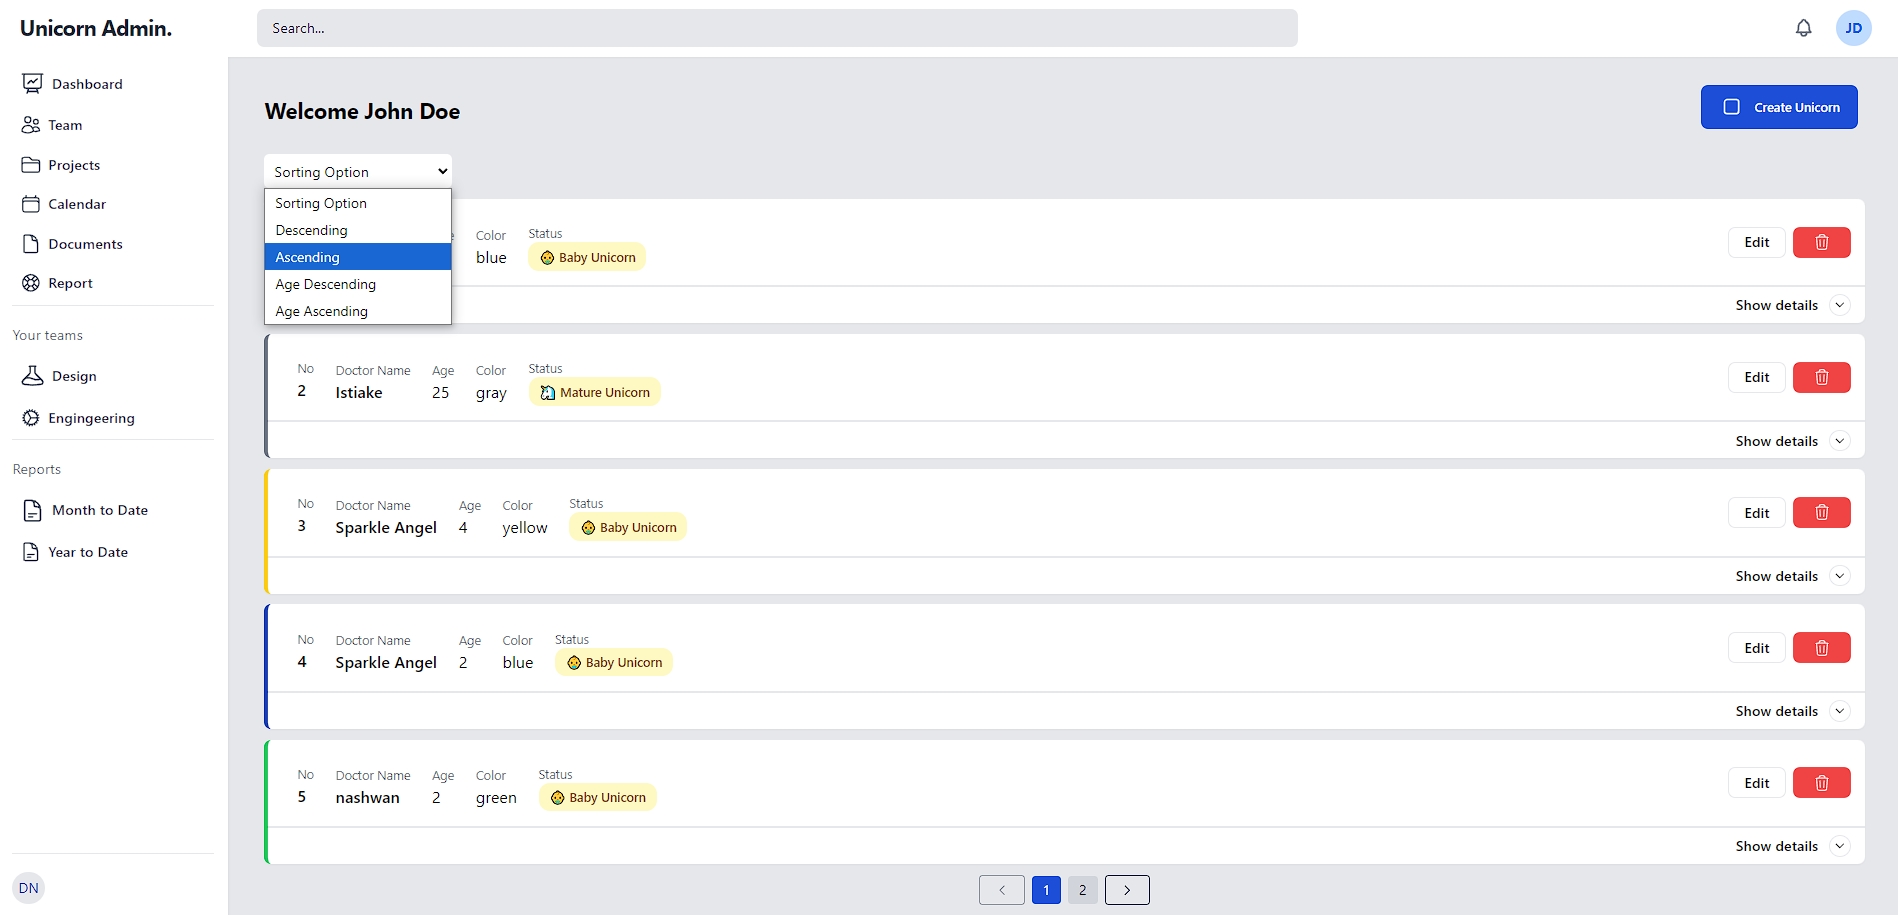 Unicorn Admin.
Search...
JD
Dashboard
Team
Projects
Calendar
Documents
Report
Your teams
Design
Engingeering
Reports
Month to Date
Year to Date
DN
Welcome John Doe
Create Unicorn
Sorting Option
Sorting Option
Descending
Ascending
Age Descending
Age Ascending
Color Status
blue Baby Unicorn
Edit
Show details
No Doctor Name Age Color Status
2 Istiake 25 gray Mature Unicorn
Edit
Show details
No Doctor Name Age Color Status
3 Sparkle Angel 4 yellow Baby Unicorn
Edit
Show details
No Doctor Name Age Color Status
4 Sparkle Angel 2 blue Baby Unicorn
Edit
Show details
No Doctor Name Age Color Status
5 nashwan 2 green Baby Unicorn
Edit
Show details
1 2